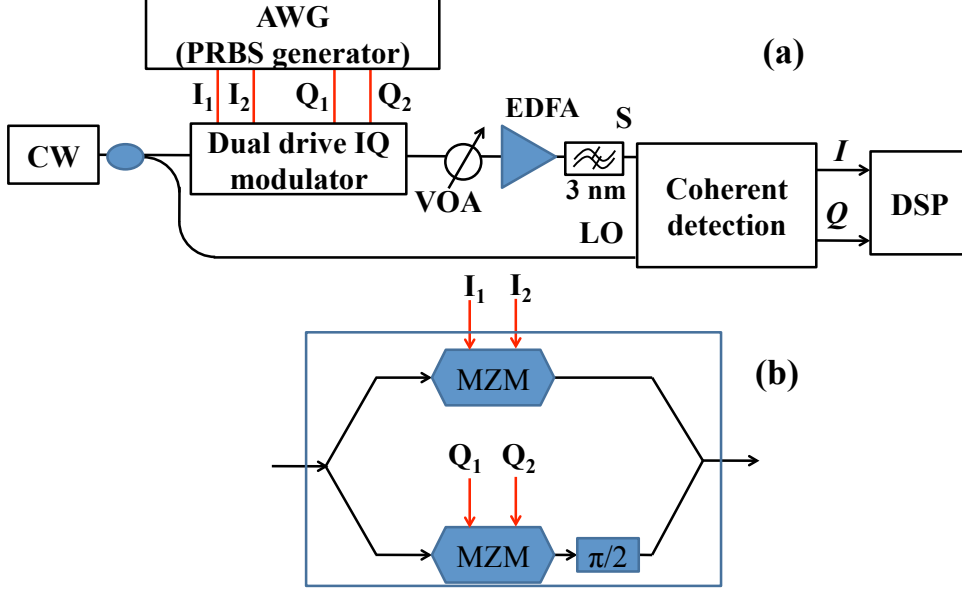 AWG
(PRBS generator)
(a)
I₁ I₂ Q₁ Q₂
EDFA
S
CW
Dual drive IQ
modulator
VOA
3 nm
LO
Coherent
detection
I
Q
DSP
I₁ I₂
MZM
(b)
Q₁ Q₂
MZM
π/2